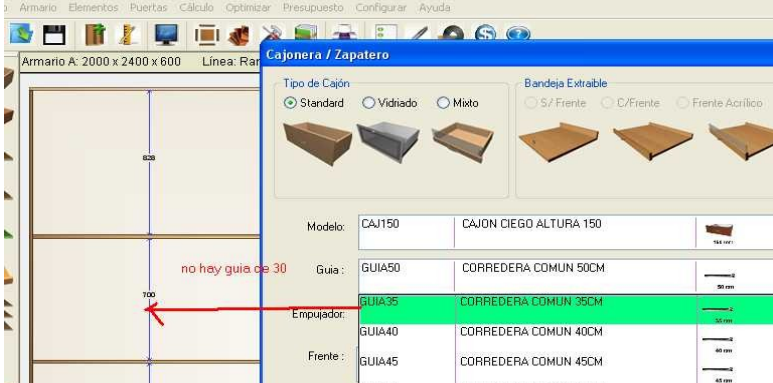 Armario Elementos Puertas Cálculo Optimizar Presupuesto Configurar Ayuda
Armario A: 2000 x 2400 x 600 Línea:
Cajonera / Zapatero
Tipo de Cajón
Standard Vidriado Mixto
Bandeja Extraible
S/ Frente C/Frente Frente Acrílico
828
Modelo: CAJ150 CAJON CIEGO ALTURA 150
no hay guia de 30
Guia : GUIA50 CORREDERA COMUN 50CM
50 cm
700
Empujador: GUIA35 CORREDERA COMUN 35CM
35 cm
GUIA40 CORREDERA COMUN 40CM
40 cm
Frente : GUIA45 CORREDERA COMUN 45CM
45 cm